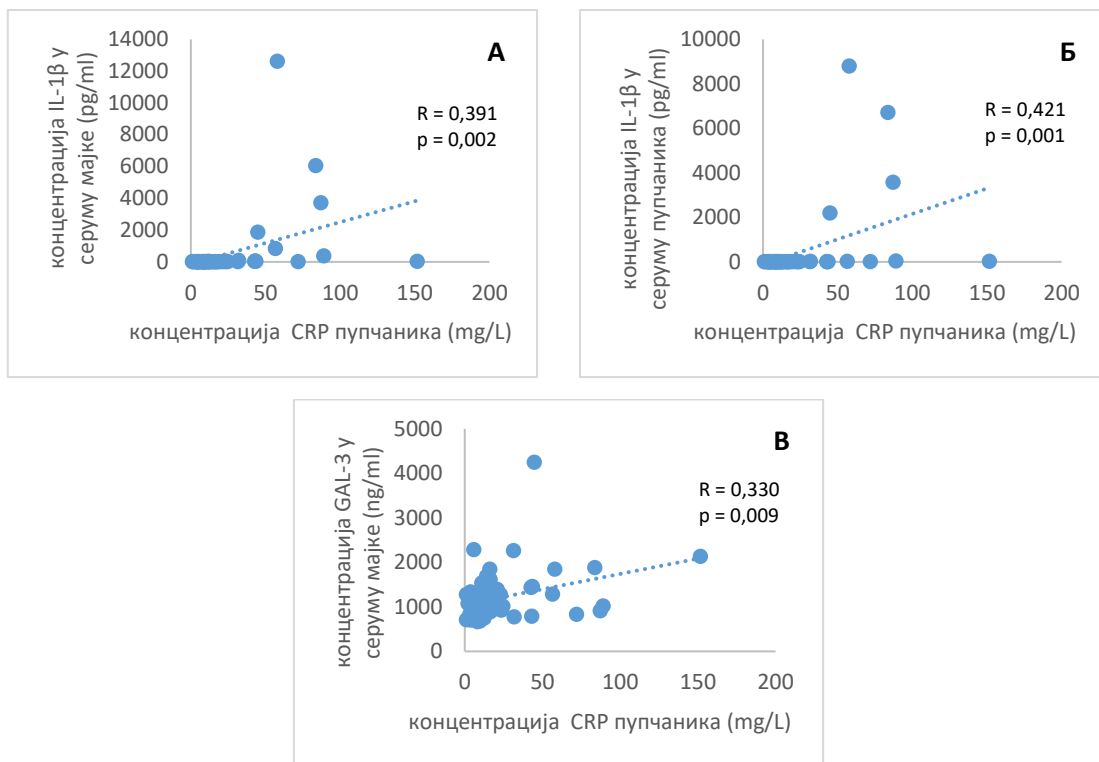 А
концентрација IL-1β у
серуму мајке (pg/ml)
14000
12000
10000
8000
6000
4000
2000
0
R = 0,391
p = 0,002
0 50 100 150 200
концентрација CRP пупчаника (mg/L)
Б
концентрација IL-1β у
серуму пупчаника (pg/ml)
10000
8000
6000
4000
2000
0
R = 0,421
p = 0,001
0 50 100 150 200
концентрација CRP пупчаника (mg/L)
В
концентрација GAL-3 у
серуму мајке (ng/ml)
5000
4000
3000
2000
1000
0
R = 0,330
p = 0,009
0 50 100 150 200
концентрација CRP пупчаника (mg/L)